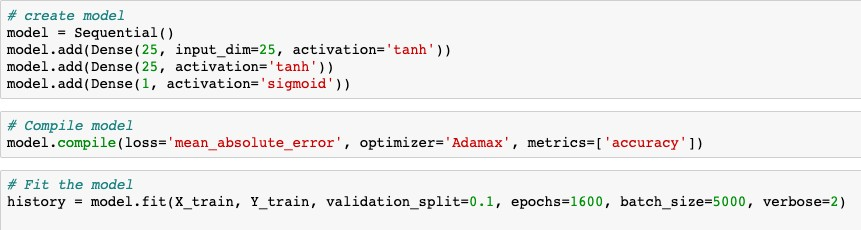 # create model
model = Sequential()
model.add(Dense(25, input_dim=25, activation='tanh'))
model.add(Dense(25, activation='tanh'))
model.add(Dense(1, activation='sigmoid'))
# Compile model
model.compile(loss='mean_absolute_error', optimizer='Adamax', metrics=['accuracy'])
# Fit the model
history = model.fit(X_train, Y_train, validation_split=0.1, epochs=1600, batch_size=5000, verbose=2)